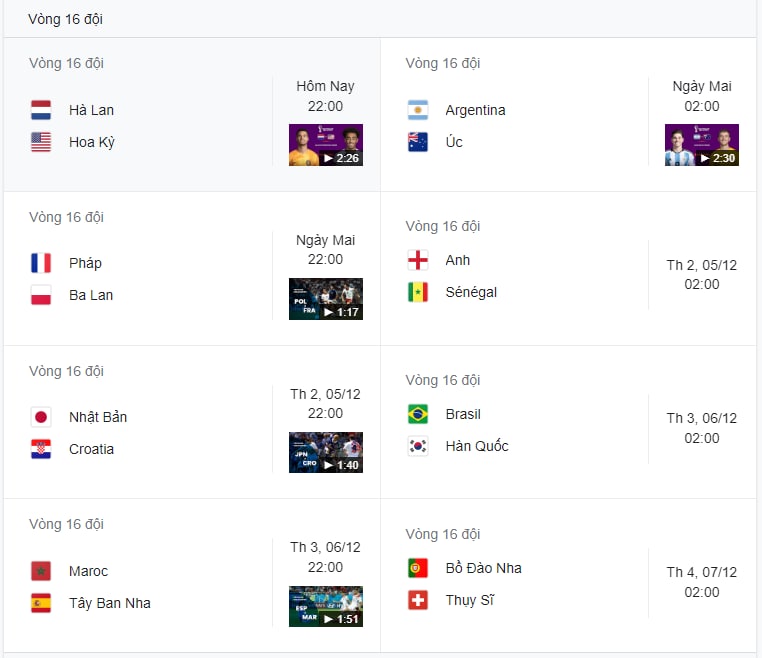 Vòng 16 đội
Vòng 16 đội
Hà Lan
Hoa Kỳ
Hôm Nay
22:00
2:26
Vòng 16 đội
Argentina
Úc
Ngày Mai
02:00
2:30
Vòng 16 đội
Pháp
Ba Lan
Ngày Mai
22:00
POL
FRA
1:17
Vòng 16 đội
Anh
Sénégal
Th 2, 05/12
02:00
Vòng 16 đội
Nhật Bản
Croatia
Th 2, 05/12
22:00
JPN
CRO
1:40
Vòng 16 đội
Brasil
Hàn Quốc
Th 3, 06/12
02:00
Vòng 16 đội
Maroc
Tây Ban Nha
Th 3, 06/12
22:00
ESP
MAR
1:51
Vòng 16 đội
Bồ Đào Nha
Thụy Sĩ
Th 4, 07/12
02:00